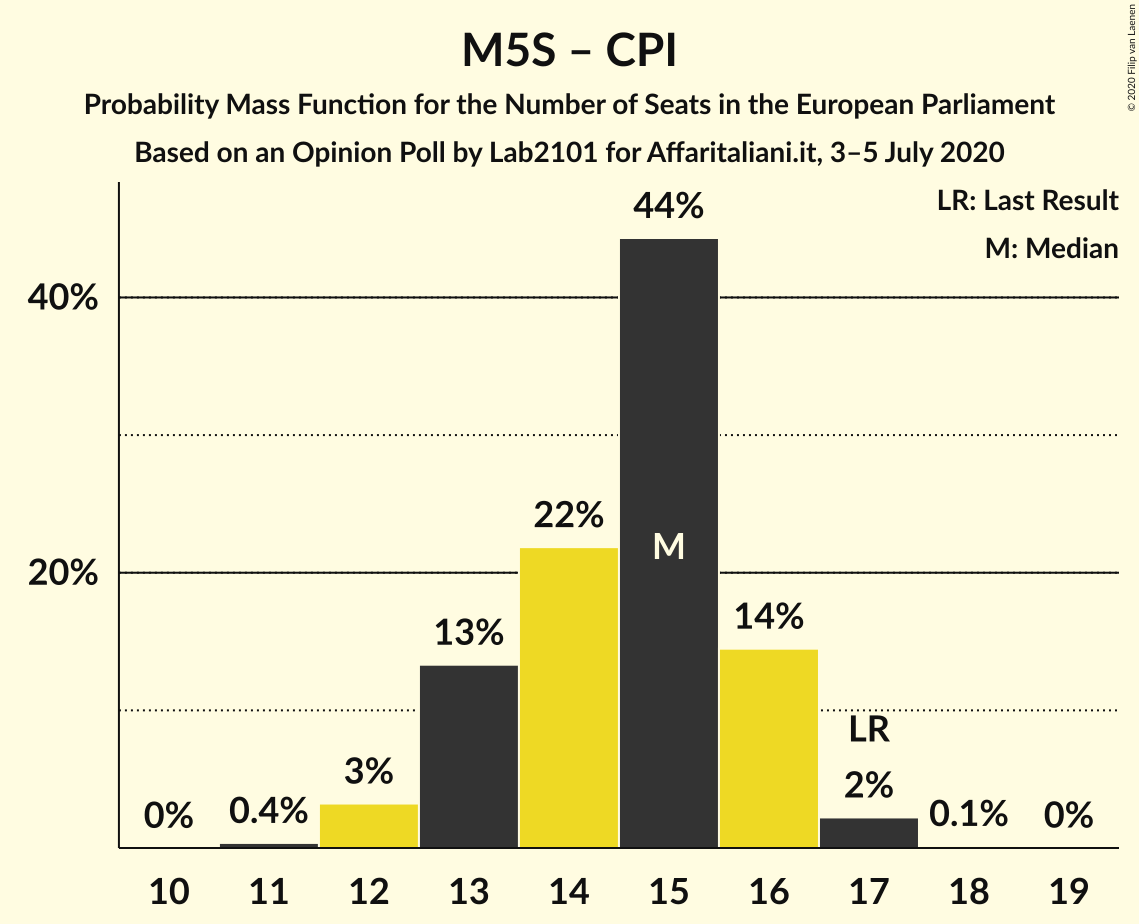 M5S – CPI
Probability Mass Function for the Number of Seats in the European Parliament
Based on an Opinion Poll by Lab2101 for Affaritaliani.it, 3–5 July 2020
© 2020 Filip van Laenen
LR: Last Result
M: Median
44%
40%
22%
M
20%
14%
13%
LR
3%
2%
0%
0.4%
0.1%
0%
10 11 12 13 14 15 16 17 18 19